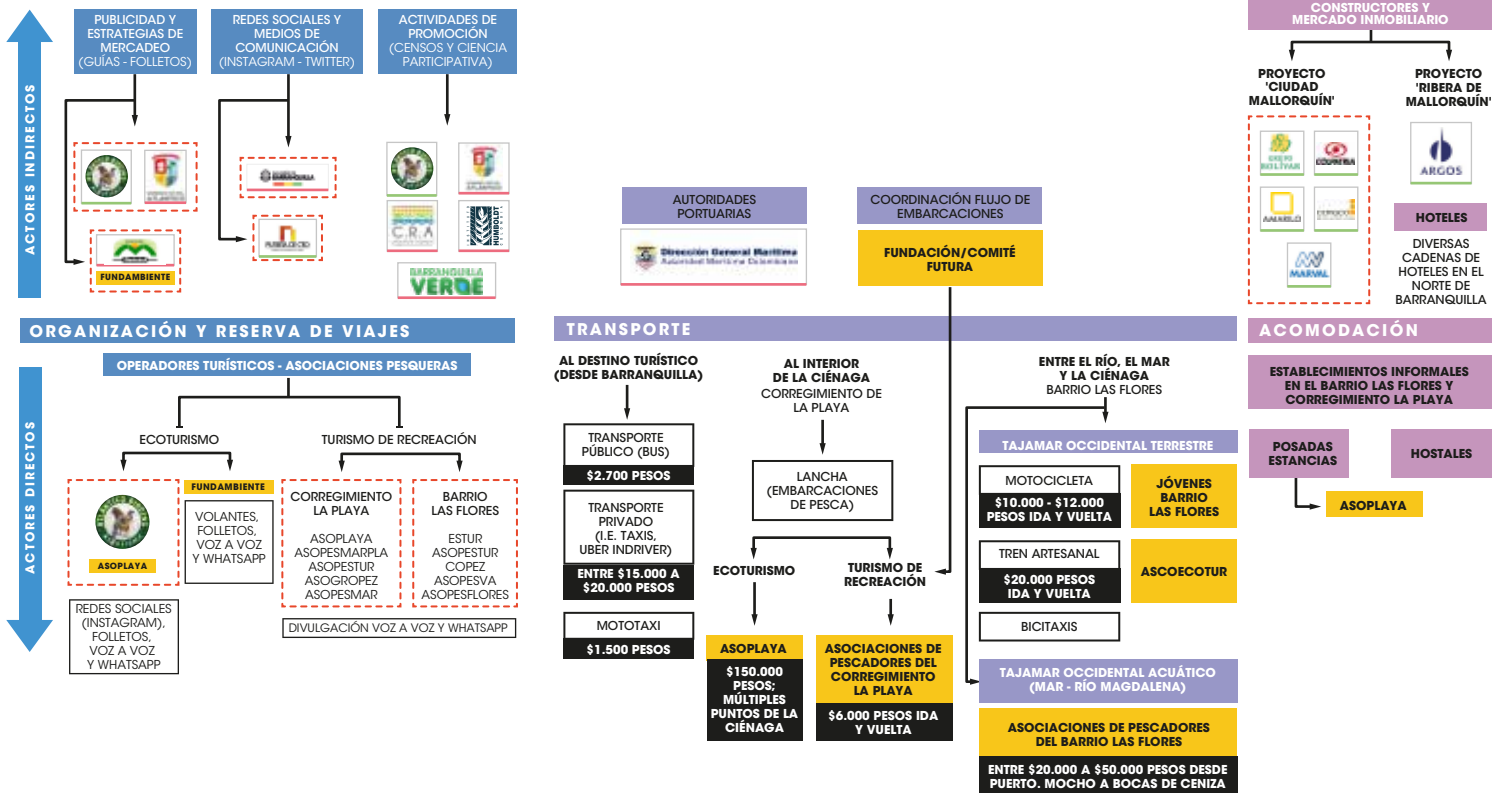 ACTORES INDIRECTOS
PUBLICIDAD Y
ESTRATEGIAS DE
MERCADEO
(GUÍAS - FOLLETOS)
REDES SOCIALES Y
MEDIOS DE
COMUNICACIÓN
(INSTAGRAM - TWITTER)
ACTIVIDADES DE
PROMOCIÓN
(CENSOS Y CIENCIA
PARTICIPATIVA)
FUNDAMBIENTE
BARRANQUILLA
C.R.A
HUMBOLDT
BARRANQUILLA
VERDE
AUTORIDADES
PORTUARIAS
Dirección General Marítima
Autoridad Marítima Colombiana
COORDINACIÓN FLUJO DE
EMBARCACIONES
FUNDACIÓN/COMITÉ
FUTURA
CONSTRUCTORES Y
MERCADO INMOBILIARIO
PROYECTO
'CIUDAD
MALLORQUÍN'
GRUPO
BOLÍVAR
AMARILO
MARVAL
PROYECTO
'RIBERA DE
MALLORQUÍN'
ARGOS
HOTELES
DIVERSAS
CADENAS DE
HOTELES EN EL
NORTE DE
BARRANQUILLA
ORGANIZACIÓN Y RESERVA DE VIAJES
TRANSPORTE
ACOMODACIÓN
ACTORES DIRECTOS
OPERADORES TURÍSTICOS - ASOCIACIONES PESQUERAS
ECOTURISMO
TURISMO DE RECREACIÓN
ASOPLAYA
REDES SOCIALES
(INSTAGRAM),
FOLLETOS,
VOZ A VOZ
Y WHATSAPP
FUNDAMBIENTE
VOLANTES,
FOLLETOS,
VOZ A VOZ
Y WHATSAPP
CORREGIMIENTO
LA PLAYA
ASOPLAYA
ASOPESMARPLA
ASOPESTUR
ASOGROPEZ
ASOPESMAR
BARRIO
LAS FLORES
ESTUR
ASOPESTUR
COPEZ
ASOPESVA
ASOPESFLORES
DIVULGACIÓN VOZ A VOZ Y WHATSAPP
AL DESTINO TURÍSTICO
(DESDE BARRANQUILLA)
TRANSPORTE
PÚBLICO (BUS)
$2.700 PESOS
TRANSPORTE
PRIVADO
(I.E. TAXIS,
UBER INDRIVER)
ENTRE $15.000 A
$20.000 PESOS
MOTOTAXI
$1.500 PESOS
AL INTERIOR
DE LA CIÉNAGA
CORREGIMIENTO DE
LA PLAYA
LANCHA
(EMBARCACIONES
DE PESCA)
ECOTURISMO
ASOPLAYA
$150.000
PESOS;
MÚLTIPLES
PUNTOS DE LA
CIÉNAGA
TURISMO DE
RECREACIÓN
ASOCIACIONES DE
PESCADORES DEL
CORREGIMIENTO
LA PLAYA
$6.000 PESOS IDA
Y VUELTA
ENTRE EL RÍO, EL MAR
Y LA CIÉNAGA
BARRIO LAS FLORES
TAJAMAR OCCIDENTAL TERRESTRE
MOTOCICLETA
$10.000 - $12.000
PESOS IDA Y VUELTA
JÓVENES
BARRIO
LAS FLORES
TREN ARTESANAL
$20.000 PESOS
IDA Y VUELTA
ASCOECOTUR
BICITAXIS
TAJAMAR OCCIDENTAL ACUÁTICO
(MAR - RÍO MAGDALENA)
ASOCIACIONES DE PESCADORES
DEL BARRIO LAS FLORES
ENTRE $20.000 A $50.000 PESOS DESDE
PUERTO. MOCHO A BOCAS DE CENIZA
ESTABLECIMIENTOS INFORMALES
EN EL BARRIO LAS FLORES Y
CORREGIMIENTO LA PLAYA
POSADAS
ESTANCIAS
HOSTALES
ASOPLAYA